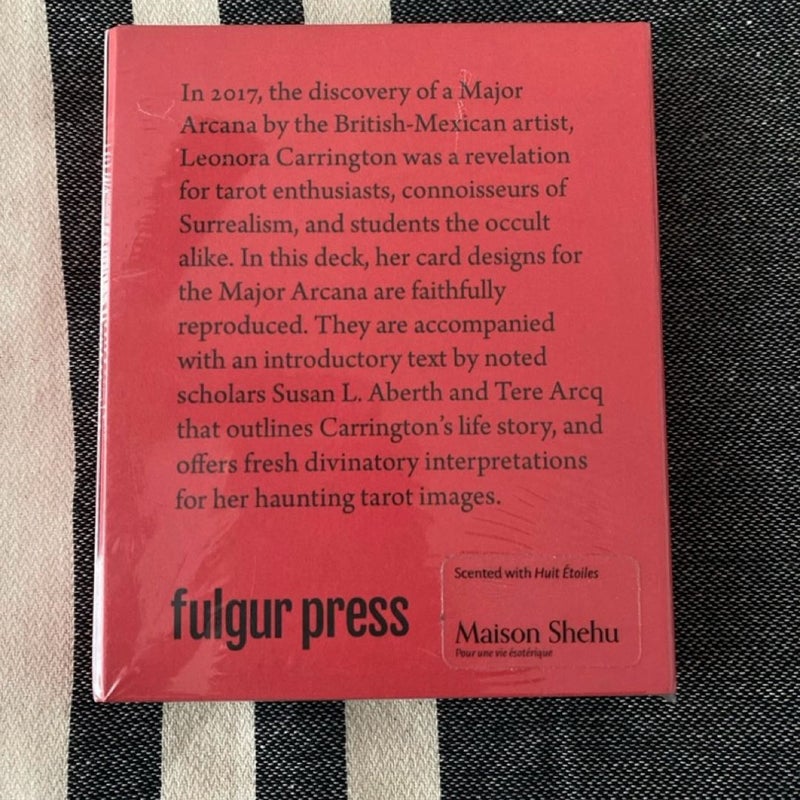 In 2017, the discovery of a Major
Arcana by the British-Mexican artist,
Leonora Carrington was a revelation
for tarot enthusiasts, connoisseurs of
Surrealism, and students the occult
alike. In this deck, her card designs for
the Major Arcana are faithfully
reproduced. They are accompanied
with an introductory text by noted
scholars Susan L. Aberth and Tere Arcq
that outlines Carrington’s life story, and
offers fresh divinatory interpretations
for her haunting tarot images.
fulgur press
Scented with Huit Étoiles
Maison Shehu
Pour une vie ésotérique